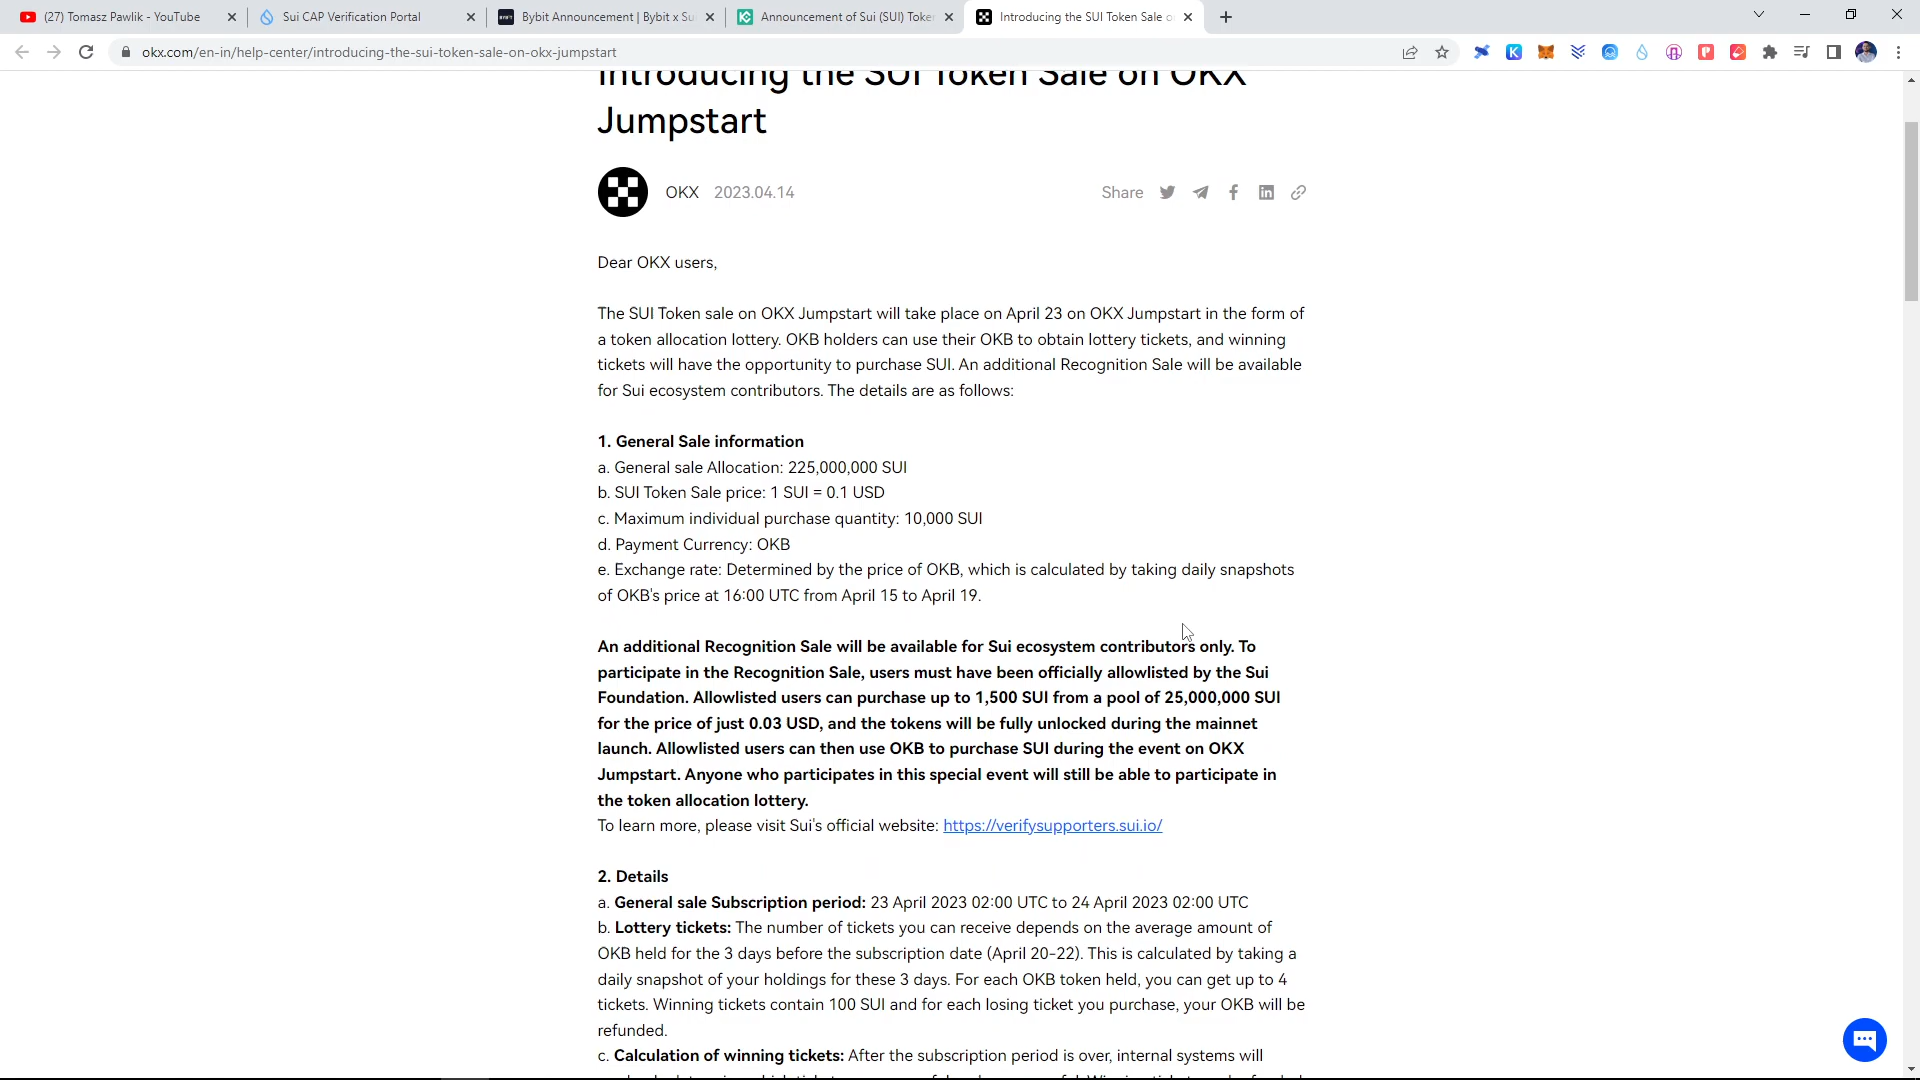 (27) Tomasz Pawlik - YouTube
Sui CAP Verification Portal
Bybit Announcement | Bybit x Su
Announcement of Sui (SUI) Toke
Introducing the SUI Token Sale o
okx.com/en-in/help-center/introducing-the-sui-token-sale-on-okx-jumpstart
Introducing the SUI Token Sale on OKX
Jumpstart
OKX 2023.04.14
Share
Dear OKX users,
The SUI Token sale on OKX Jumpstart will take place on April 23 on OKX Jumpstart in the form of
a token allocation lottery. OKB holders can use their OKB to obtain lottery tickets, and winning
tickets will have the opportunity to purchase SUI. An additional Recognition Sale will be available
for Sui ecosystem contributors. The details are as follows:
1. General Sale information
a. General sale Allocation: 225,000,000 SUI
b. SUI Token Sale price: 1 SUI = 0.1 USD
c. Maximum individual purchase quantity: 10,000 SUI
d. Payment Currency: OKB
e. Exchange rate: Determined by the price of OKB, which is calculated by taking daily snapshots
of OKB's price at 16:00 UTC from April 15 to April 19.
An additional Recognition Sale will be available for Sui ecosystem contributors only. To
participate in the Recognition Sale, users must have been officially allowlisted by the Sui
Foundation. Allowlisted users can purchase up to 1,500 SUI from a pool of 25,000,000 SUI
for the price of just 0.03 USD, and the tokens will be fully unlocked during the mainnet
launch. Allowlisted users can then use OKB to purchase SUI during the event on OKX
Jumpstart. Anyone who participates in this special event will still be able to participate in
the token allocation lottery.
To learn more, please visit Sui's official website: https://verifysupporters.sui.io/
2. Details
a. General sale Subscription period: 23 April 2023 02:00 UTC to 24 April 2023 02:00 UTC
b. Lottery tickets: The number of tickets you can receive depends on the average amount of
OKB held for the 3 days before the subscription date (April 20-22). This is calculated by taking a
daily snapshot of your holdings for these 3 days. For each OKB token held, you can get up to 4
tickets. Winning tickets contain 100 SUI and for each losing ticket you purchase, your OKB will be
refunded.
c. Calculation of winning tickets: After the subscription period is over, internal systems will